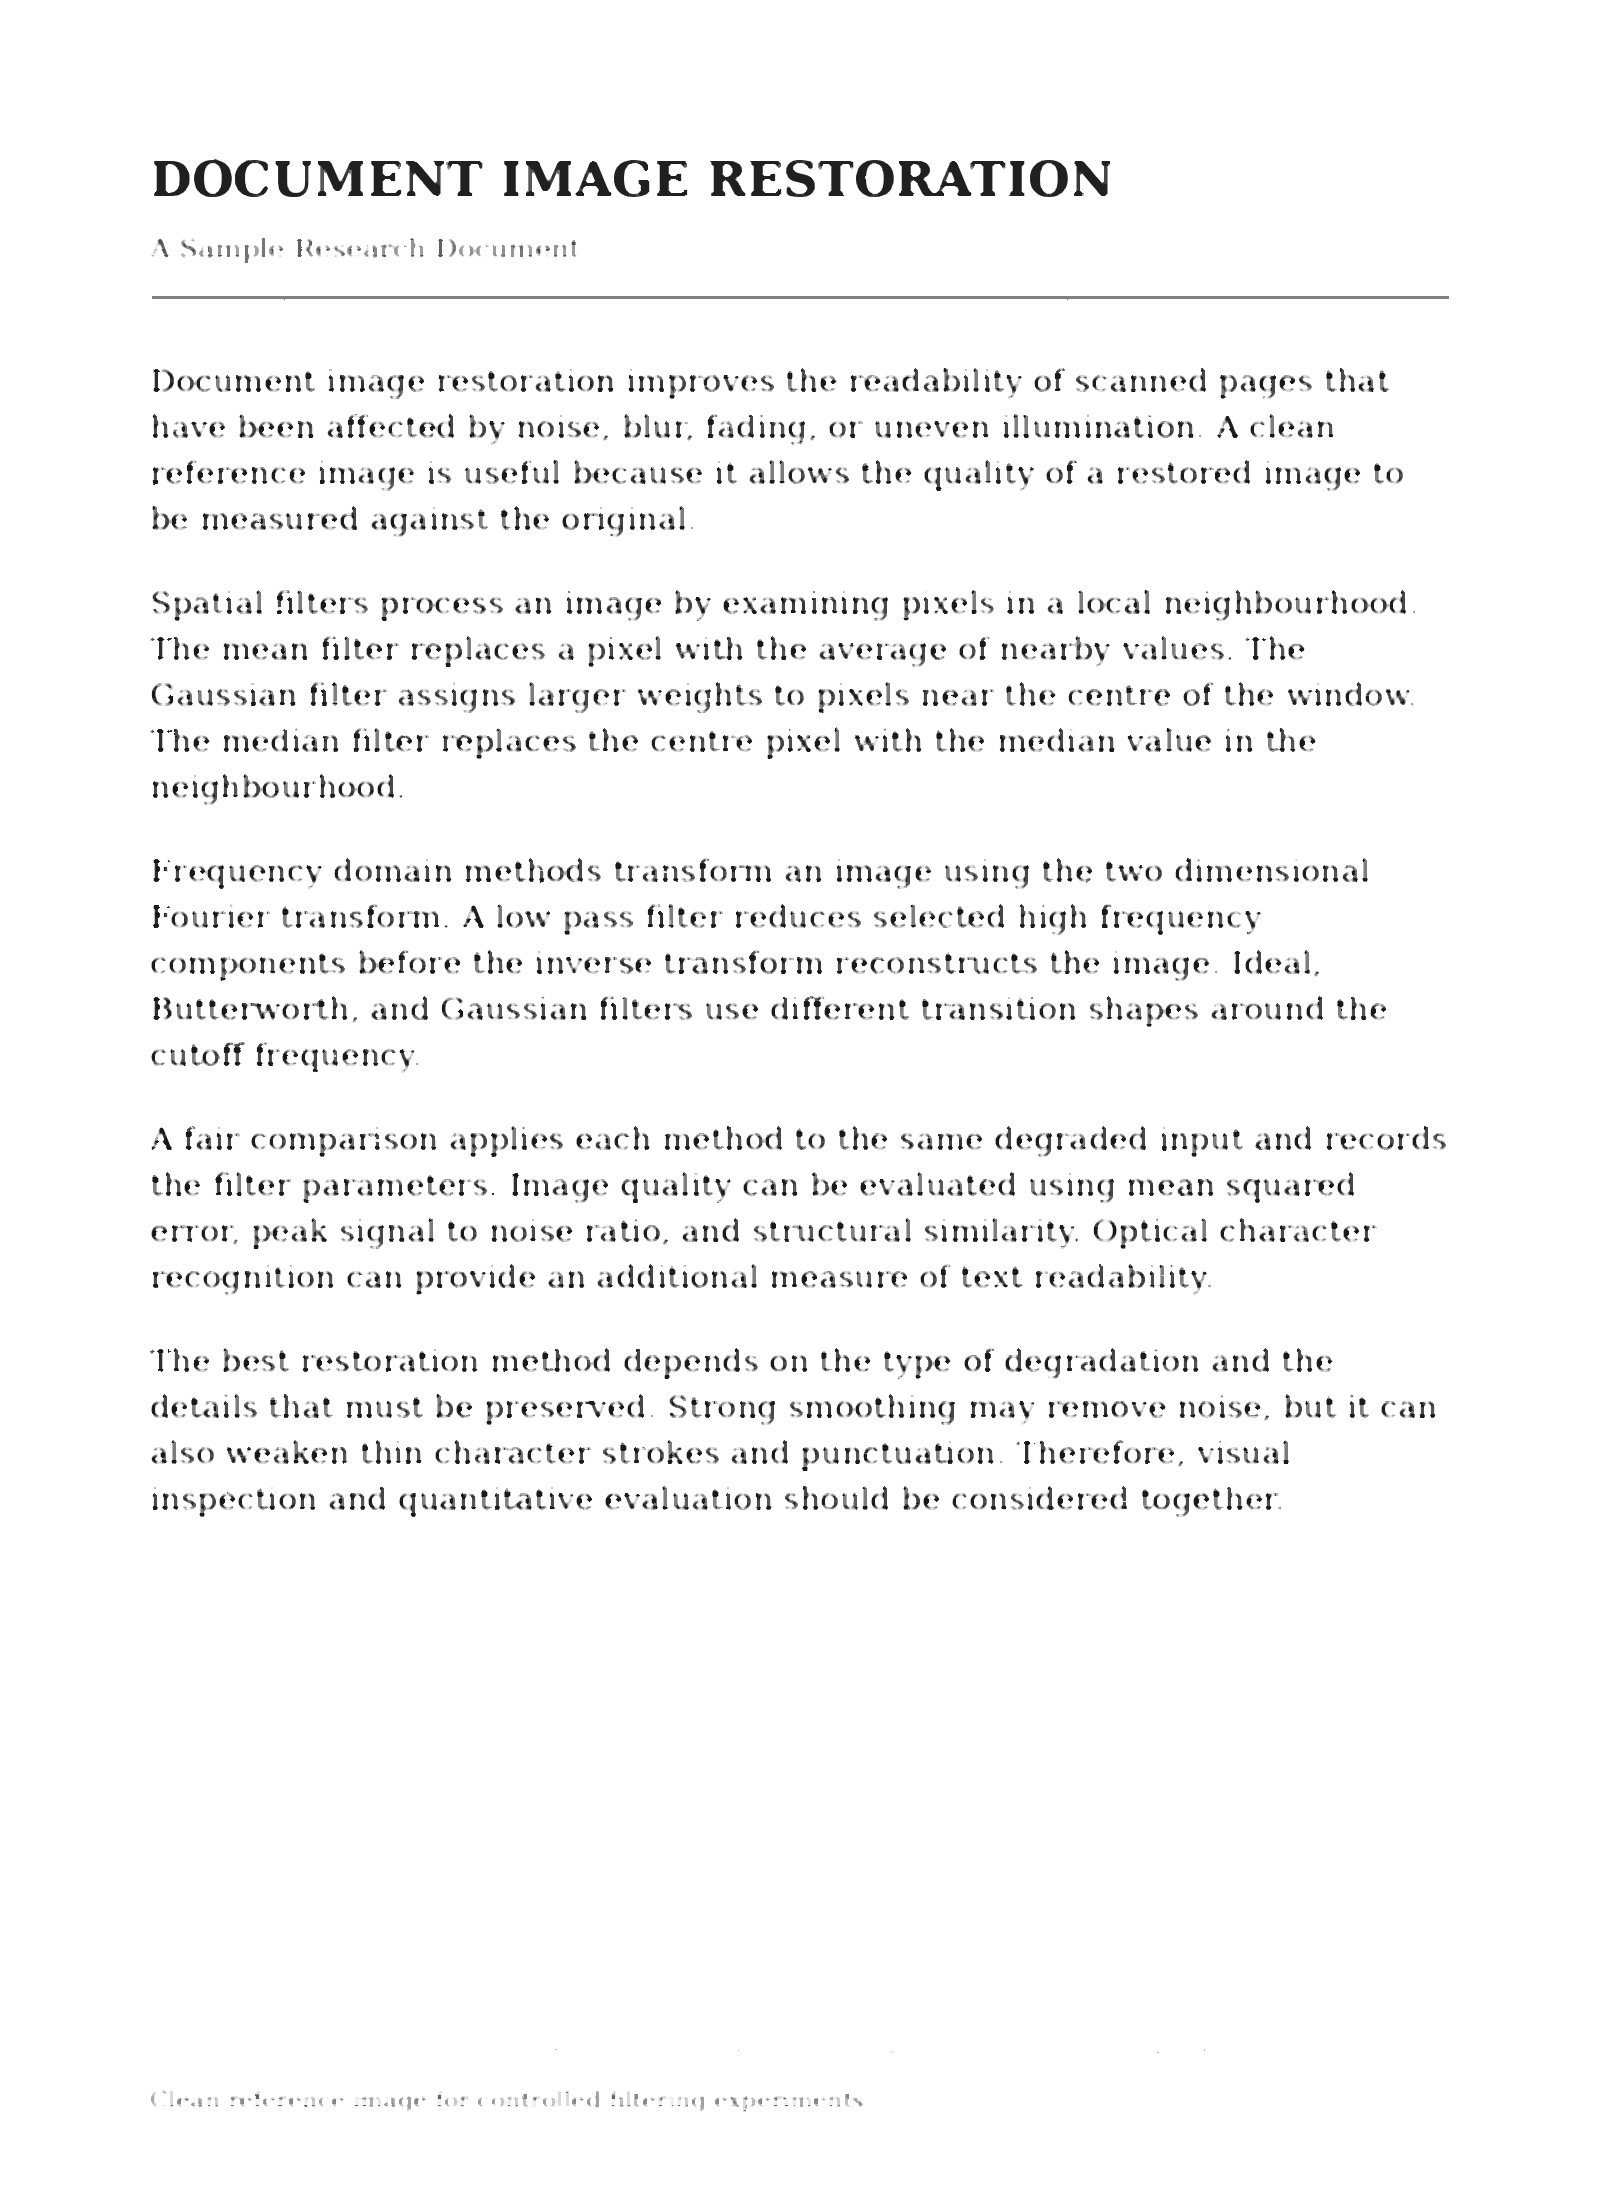 DOCUMENT IMAGE RESTORATION
A Sample Research Document
Document image restoration improves the readability of scanned pages that
have been affected by noise, blur, fading, or uneven illumination. A clean
reference image is useful because it allows the quality of a restored image to
be measured against the original.
Spatial filters process an image by examining pixels in a local neighbourhood.
The mean filter replaces a pixel with the average of nearby values. The
Gaussian filter assigns larger weights to pixels near the centre of the window.
The median filter replaces the centre pixel with the median value in the
neighbourhood.
Frequency domain methods transform an image using the two dimensional
Fourier transform. A low pass filter reduces selected high frequency
components before the inverse transform reconstructs the image. Ideal,
Butterworth, and Gaussian filters use different transition shapes around the
cutoff frequency.
A fair comparison applies each method to the same degraded input and records
the filter parameters. Image quality can be evaluated using mean squared
error, peak signal to noise ratio, and structural similarity. Optical character
recognition can provide an additional measure of text readability.
The best restoration method depends on the type of degradation and the
details that must be preserved. Strong smoothing may remove noise, but it can
also weaken thin character strokes and punctuation. Therefore, visual
inspection and quantitative evaluation should be considered together.
Clean reference image for controlled filtering experiments